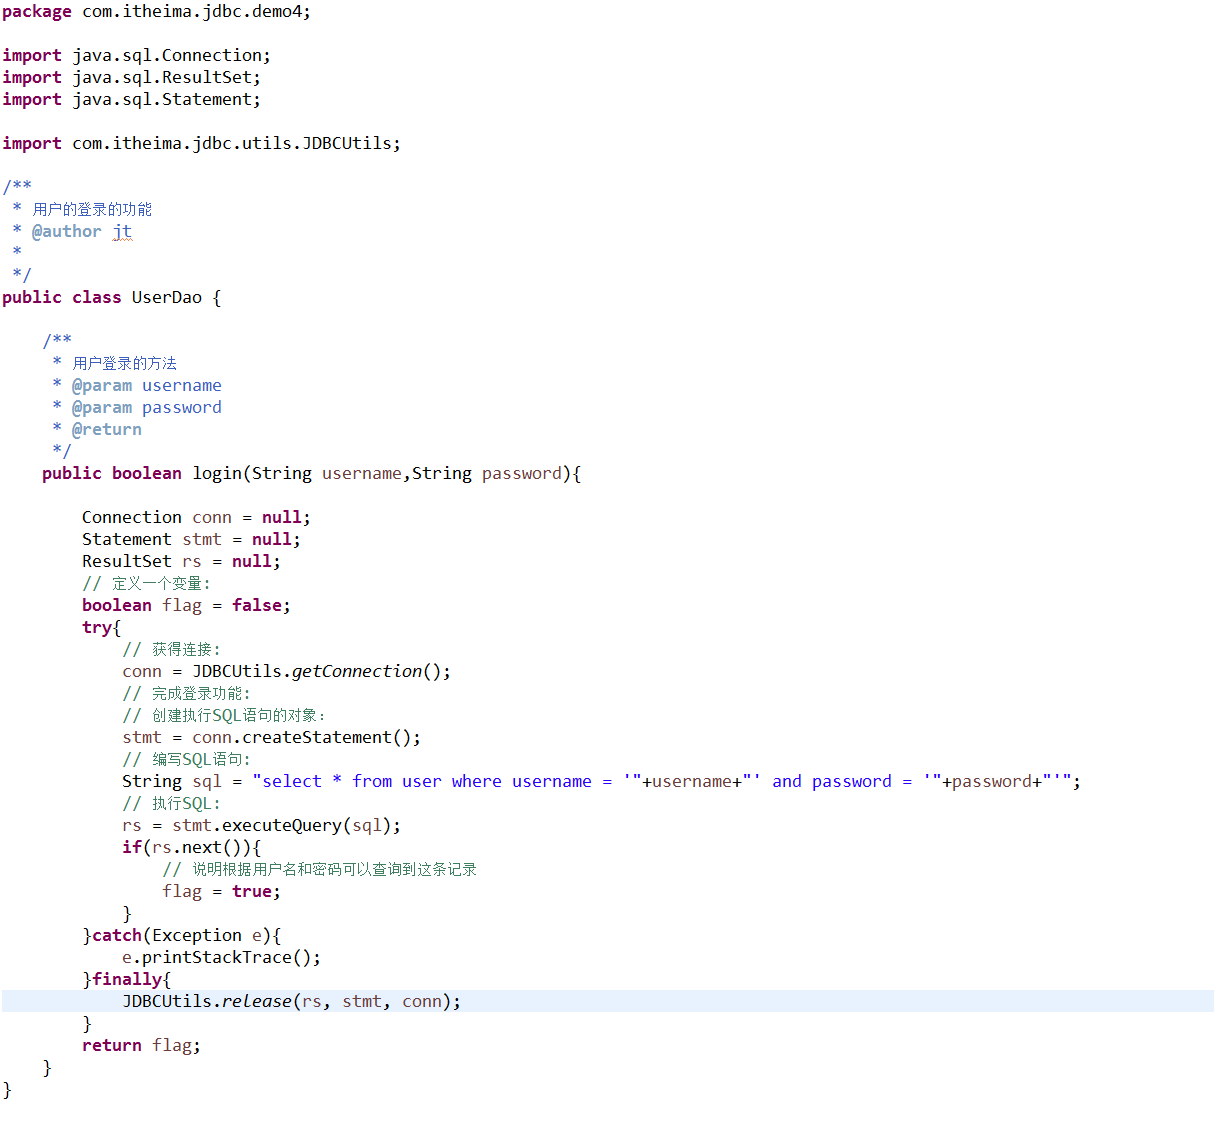 package com.itheima.jdbc.demo4;
import java.sql.Connection;
import java.sql.ResultSet;
import java.sql.Statement;
import com.itheima.jdbc.utils.JDBCUtils;
/**
 * 用户的登录的功能
 * @author jt
 *
 */
public class UserDao {
    /**
     * 用户登录的方法
     * @param username
     * @param password
     * @return
     */
    public boolean login(String username,String password){
        Connection conn = null;
        Statement stmt = null;
        ResultSet rs = null;
        // 定义一个变量:
        boolean flag = false;
        try{
            // 获得连接:
            conn = JDBCUtils.getConnection();
            // 完成登录功能:
            // 创建执行SQL语句的对象:
            stmt = conn.createStatement();
            // 编写SQL语句:
            String sql = "select * from user where username = '"+username+"' and password = '"+password+"'";
            // 执行SQL:
            rs = stmt.executeQuery(sql);
            if(rs.next()){
                // 说明根据用户名和密码可以查询到这条记录
                flag = true;
            }
        }catch(Exception e){
            e.printStackTrace();
        }finally{
            JDBCUtils.release(rs, stmt, conn);
        }
        return flag;
    }
}